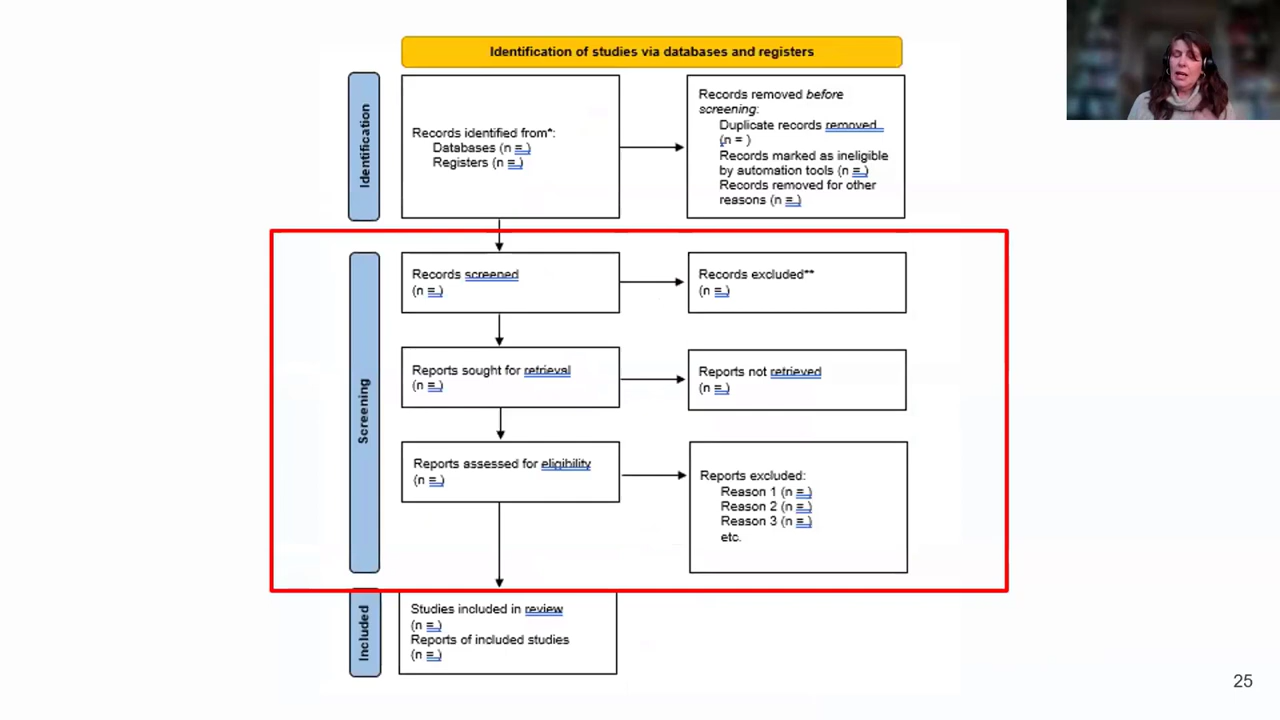 Identification of studies via databases and registers
Identification
Records identified from*:
Databases (n = )
Registers (n = )
Records removed before
screening:
Duplicate records removed
(n = )
Records marked as ineligible
by automation tools (n = )
Records removed for other
reasons (n = )
Screening
Records screened
(n = )
Records excluded**
(n = )
Reports sought for retrieval
(n = )
Reports not retrieved
(n = )
Reports assessed for eligibility
(n = )
Reports excluded:
Reason 1 (n = )
Reason 2 (n = )
Reason 3 (n = )
etc.
Included
Studies included in review
(n = )
Reports of included studies
(n = )
25